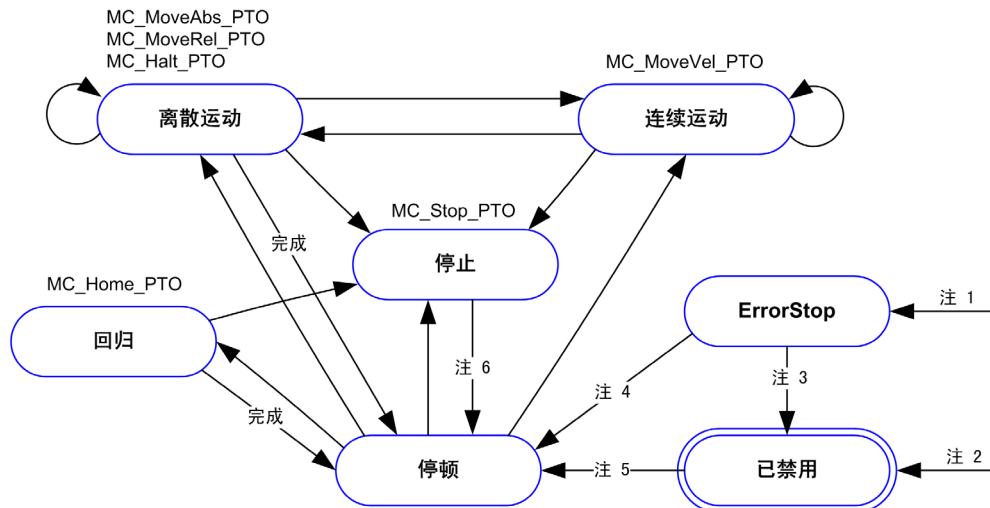 MC_MoveAbs_PTO
MC_MoveRel_PTO
MC_Halt_PTO
MC_MoveVel_PTO
离散运动
连续运动
MC_Stop_PTO
完成
停止
MC_Home_PTO
ErrorStop
注 1
回归
注 6
注 3
注 4
完成
停顿
注 5
已禁用
注 2